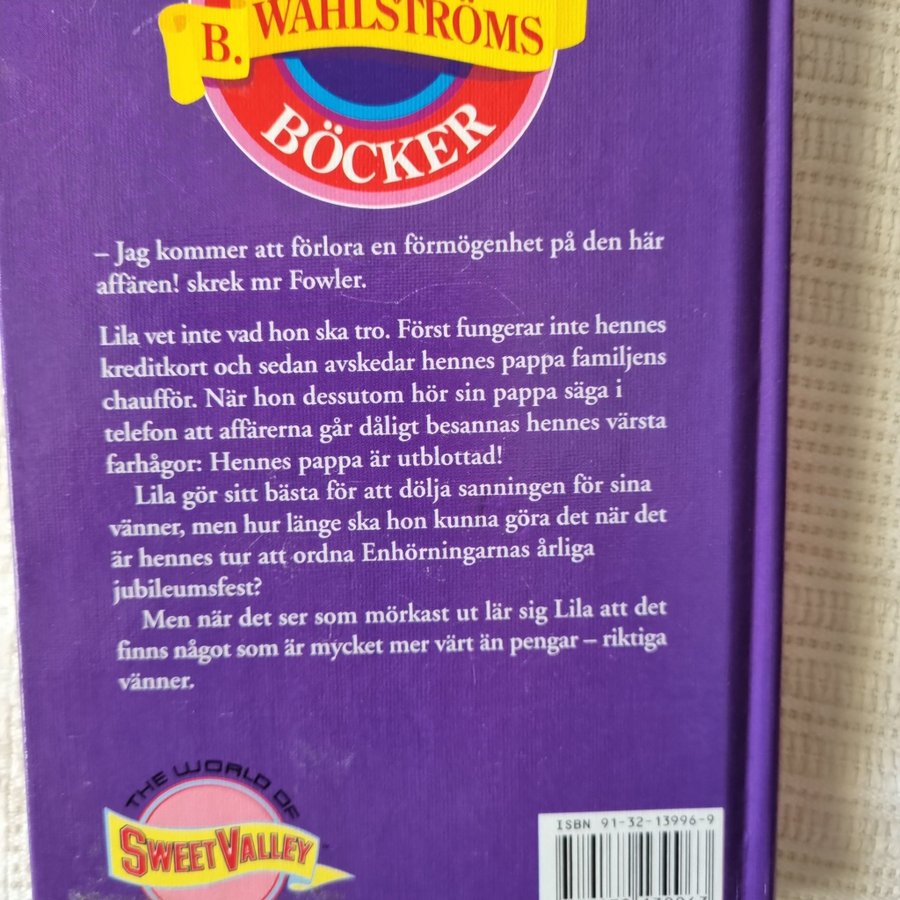 B. WAHLSTRÖMS
BÖCKER
– Jag kommer att förlora en förmögenhet på den här
affären! skrek mr Fowler.
Lila vet inte vad hon ska tro. Först fungerar inte hennes
kreditkort och sedan avskedar hennes pappa familjens
chaufför. När hon dessutom hör sin pappa säga i
telefon att affärerna går dåligt besannas hennes värsta
farhågor: Hennes pappa är utblottad!
Lila gör sitt bästa för att dölja sanningen för sina
vänner, men hur länge ska hon kunna göra det när det
är hennes tur att ordna Enhörningarnas årliga
jubileumsfest?
Men när det ser som mörkast ut lär sig Lila att det
finns något som är mycket mer värt än pengar – riktiga
vänner.
THE WORLD OF
SWEET VALLEY
ISBN 91-32-13996-9